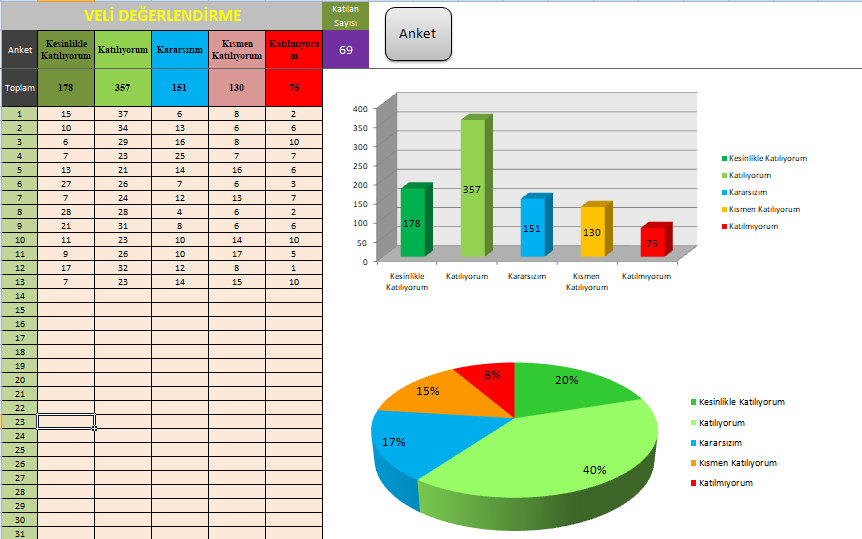 VELİ DEĞERLENDİRME
Katılan
Sayısı
Anket
Anket
Kesinlikle
Katılıyorum
Katılıyorum
Kararsızım
Kısmen
Katılıyorum
Katılmıyoru
m
69
Toplam 178 357 151 130 75
1 15 37 6 8 2
2 10 34 13 6 6
3 6 29 16 8 10
4 7 23 25 7 7
5 13 21 14 16 6
6 27 26 7 6 3
7 7 24 12 13 7
8 28 28 4 6 2
9 21 31 8 6 6
10 11 23 10 14 10
11 9 26 10 17 5
12 17 32 12 8 1
13 7 23 14 15 10
14
15
16
17
18
19
20
21
22
23
24
25
26
27
28
29
30
31
400
350
300
250
200
150
100
50
0
178
357
151
130
75
Kesinlikle
Katılıyorum
Katılıyorum
Kararsızım
Kısmen
Katılıyorum
Katılmıyorum
Kesinlikle Katılıyorum
Katılıyorum
Kararsızım
Kısmen Katılıyorum
Katılmıyorum
8%
20%
15%
17%
40%
Kesinlikle Katılıyorum
Katılıyorum
Kararsızım
Kısmen Katılıyorum
Katılmıyorum